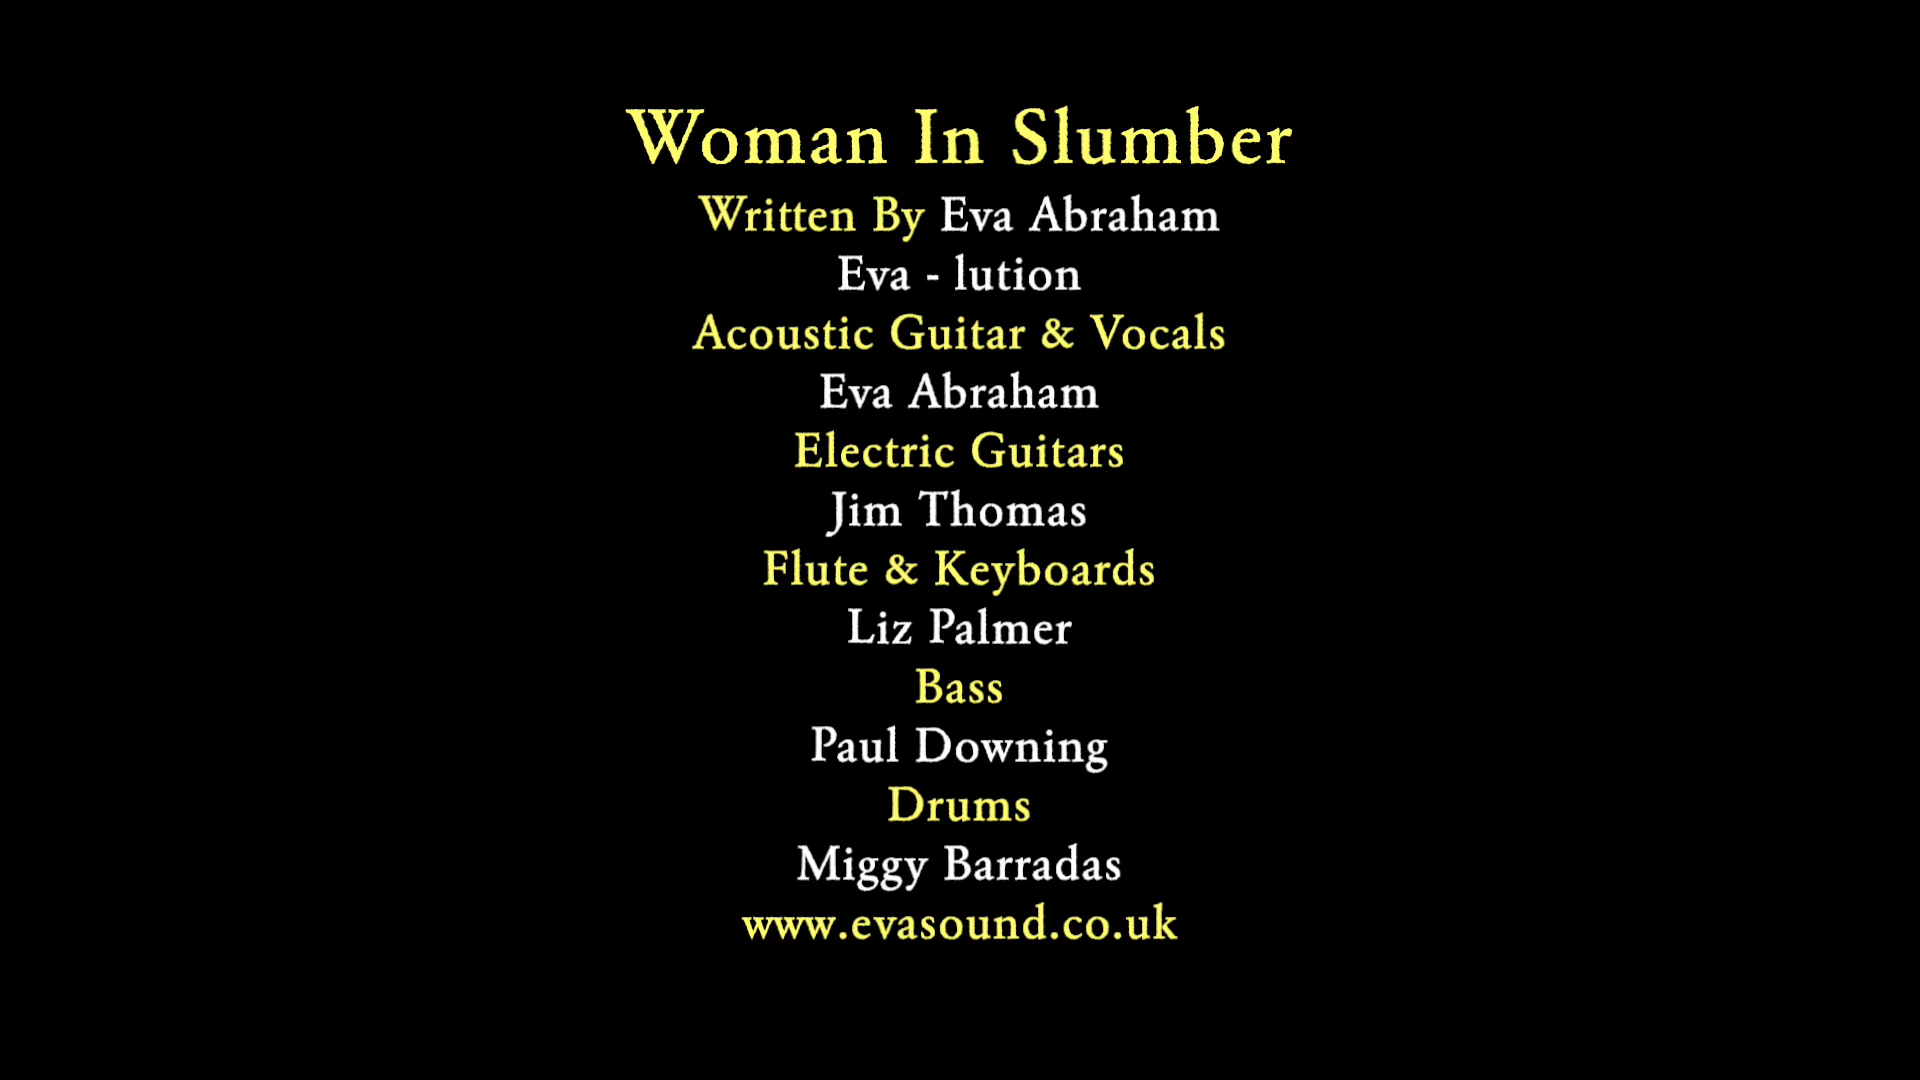 Woman In Slumber
Written By Eva Abraham
Eva - lution
Acoustic Guitar & Vocals
Eva Abraham
Electric Guitars
Jim Thomas
Flute & Keyboards
Liz Palmer
Bass
Paul Downing
Drums
Miggy Barradas
www.evasound.co.uk